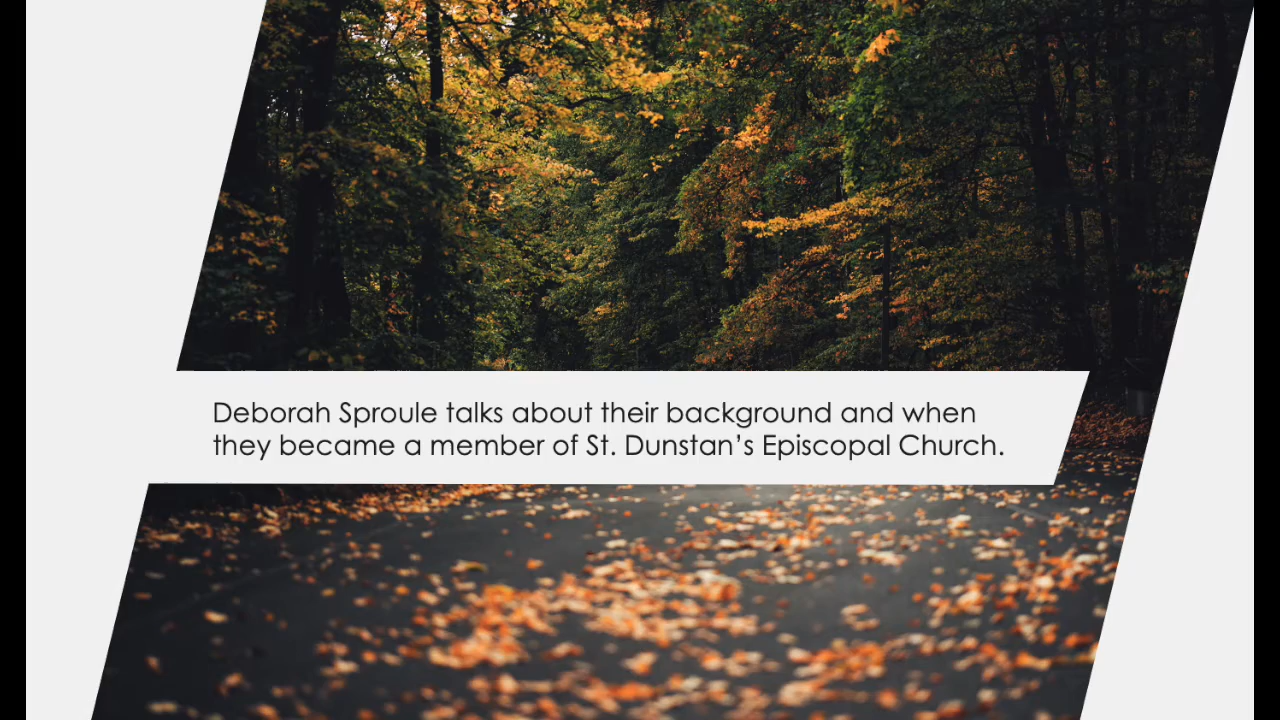 Deborah Sproule talks about their background and when
they became a member of St. Dunstan’s Episcopal Church.